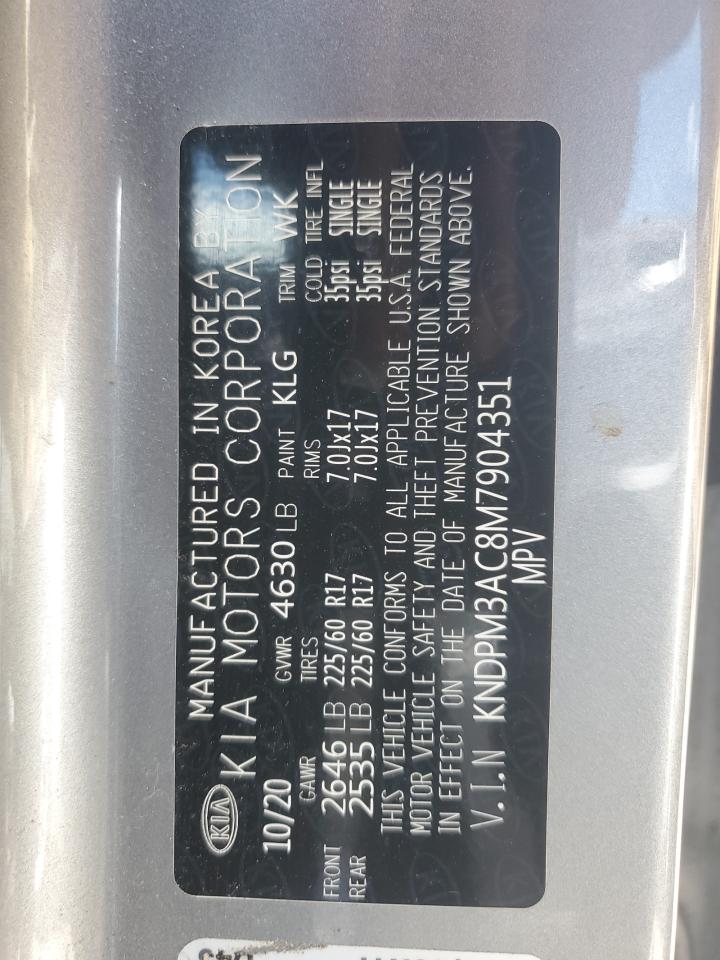 MANUFACTURED IN KOREA BY
KIA KIA MOTORS CORPORATION
10/20 GVWR 4630 LB PAINT KLG TRIM WK
GAWR TIRES RIMS COLD TIRE INFL
FRONT 2646 LB 225/60 R17 7.0Jx17 35psi SINGLE
REAR 2535 LB 225/60 R17 7.0Jx17 35psi SINGLE
THIS VEHICLE CONFORMS TO ALL APPLICABLE U.S.A. FEDERAL
MOTOR VEHICLE SAFETY AND THEFT PREVENTION STANDARDS
IN EFFECT ON THE DATE OF MANUFACTURE SHOWN ABOVE.
V.I.N KNDPM3AC8M7904351
MPV